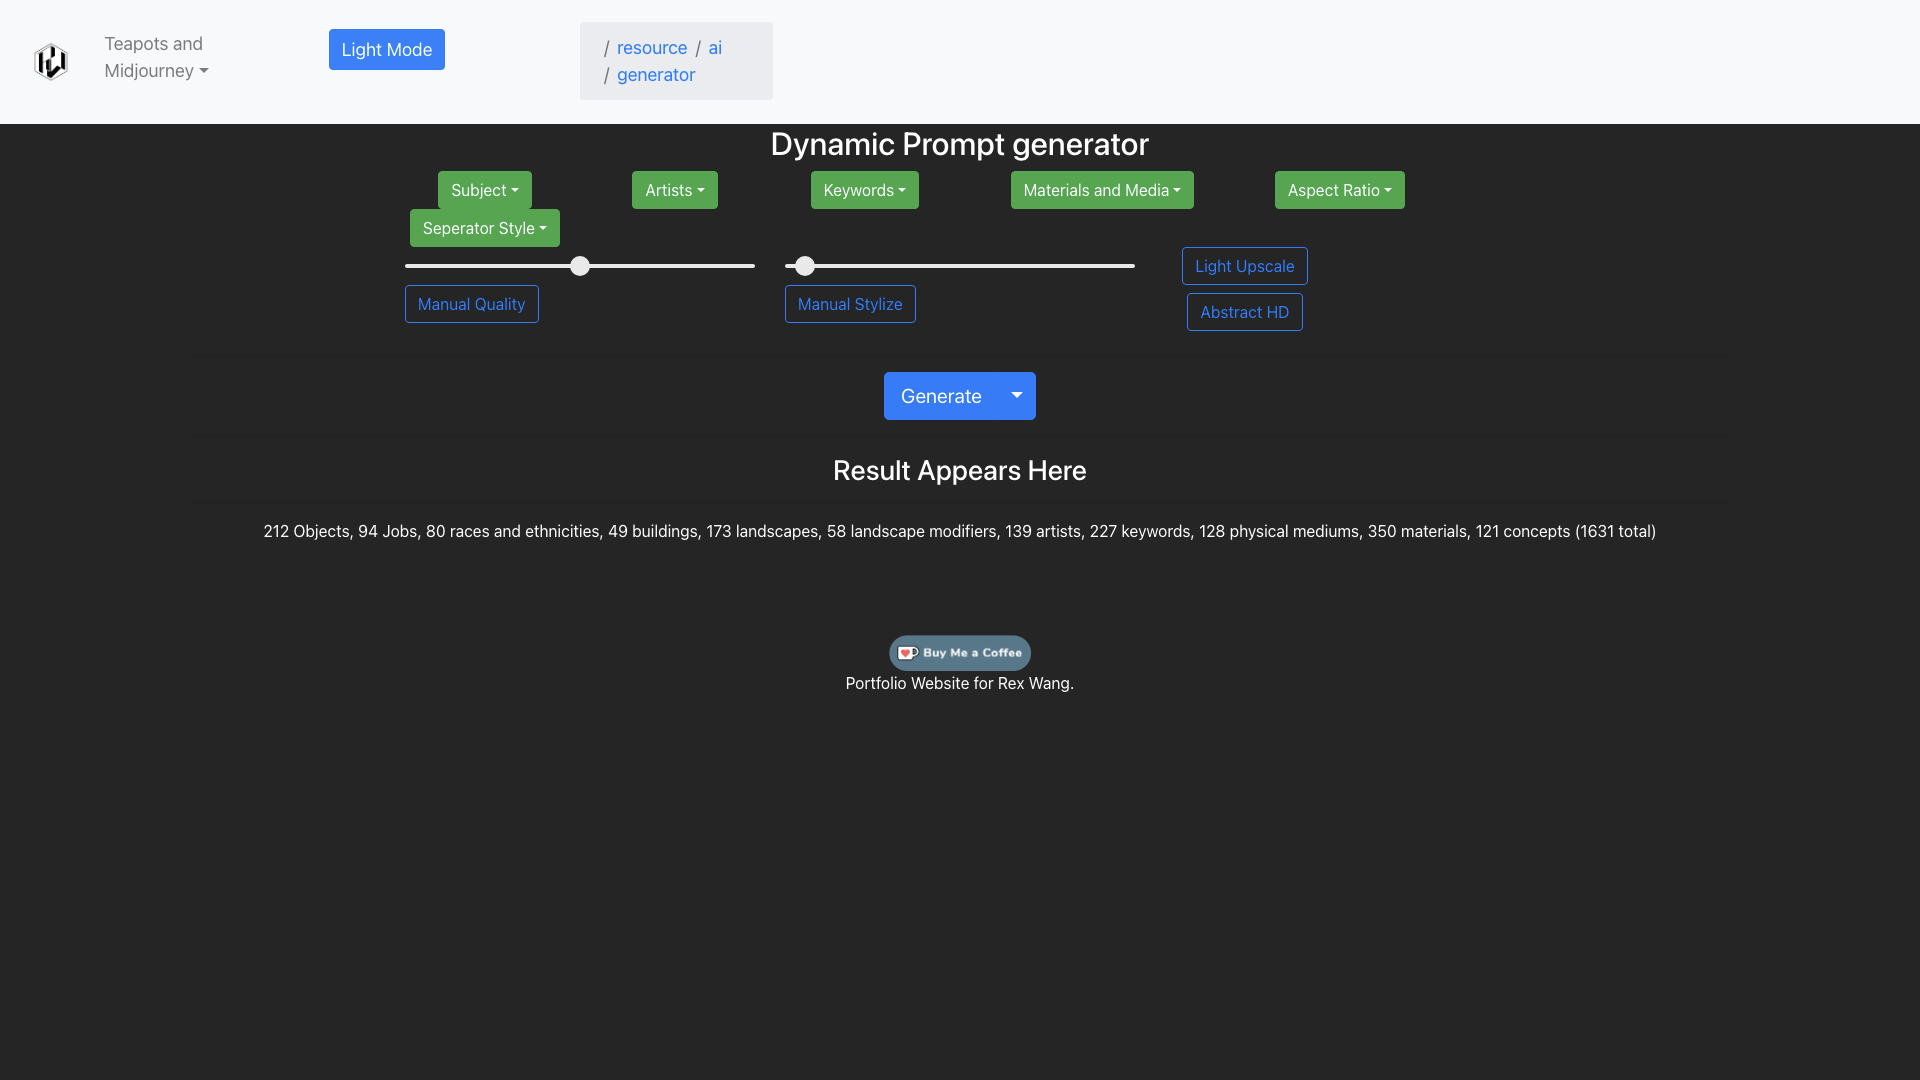 Teapots and
Midjourney
Light Mode
/ resource / ai
/ generator
Dynamic Prompt generator
Subject
Artists
Keywords
Materials and Media
Aspect Ratio
Seperator Style
Light Upscale
Manual Quality
Manual Stylize
Abstract HD
Generate
Result Appears Here
212 Objects, 94 Jobs, 80 races and ethnicities, 49 buildings, 173 landscapes, 58 landscape modifiers, 139 artists, 227 keywords, 128 physical mediums, 350 materials, 121 concepts (1631 total)
Buy Me a Coffee
Portfolio Website for Rex Wang.